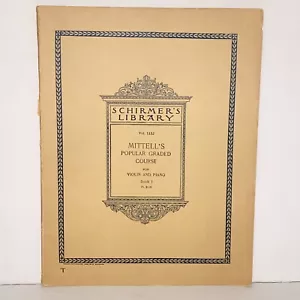 SCHIRMER'S
LIBRARY
MITTELL'S
POPULAR GRADED
COURSE
FOR
VIOLIN AND PIANO